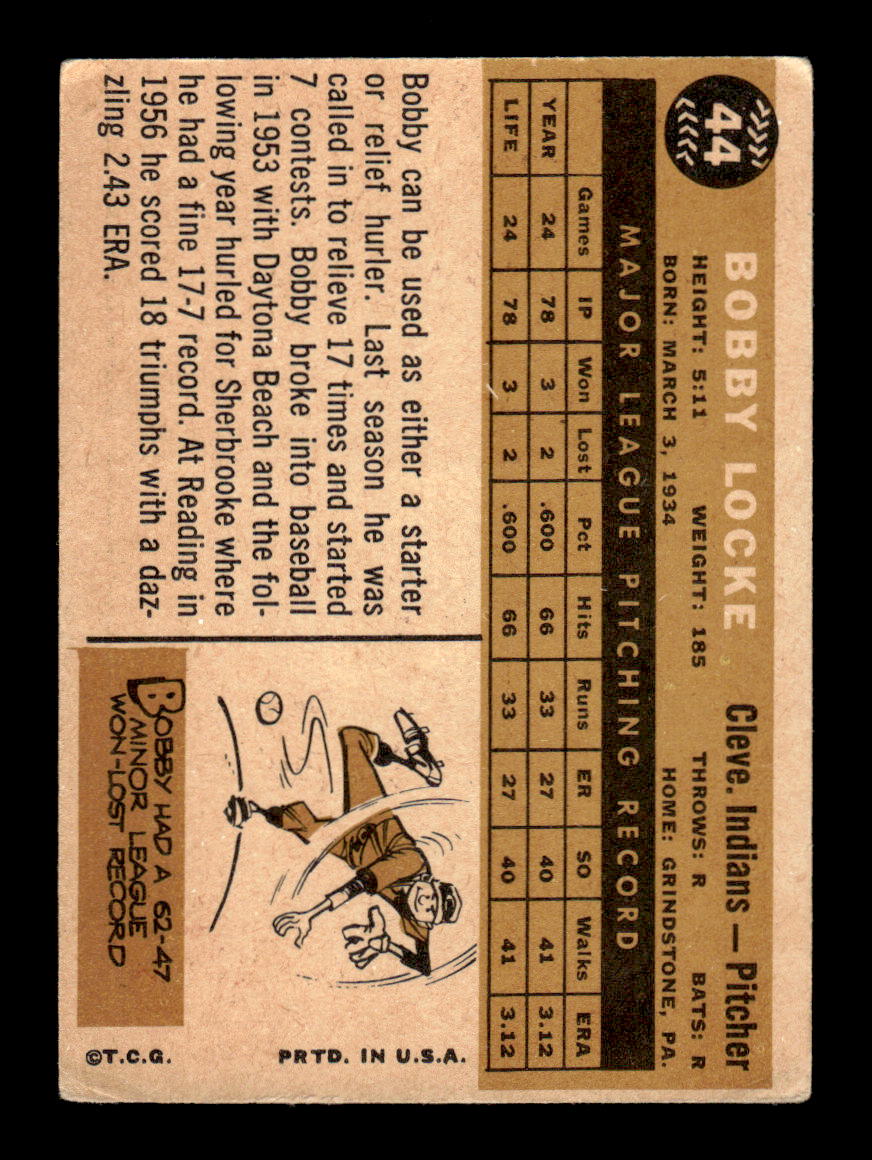 44
BOBBY LOCKE Cleve. Indians — Pitcher
HEIGHT: 5:11 WEIGHT: 185 THROWS: R BATS: R
BORN: MARCH 3, 1934 HOME: GRINDSTONE, PA.
MAJOR LEAGUE PITCHING RECORD
Games IP Won Lost Pct Hits Runs ER SO Walks ERA
YEAR 24 78 3 2 .600 66 33 27 40 41 3.12
LIFE 24 78 3 2 .600 66 33 27 40 41 3.12
Bobby can be used as either a starter
or relief hurler. Last season he was
called in to relieve 17 times and started
7 contests. Bobby broke into baseball
in 1953 with Daytona Beach and the fol-
lowing year hurled for Sherbrooke where
he had a fine 17-7 record. At Reading in
1956 he scored 18 triumphs with a daz-
zling 2.43 ERA.
BOBBY HAD A 62-47
MINOR LEAGUE
WON-LOST RECORD
©T.C.G. PRTD. IN U.S.A.